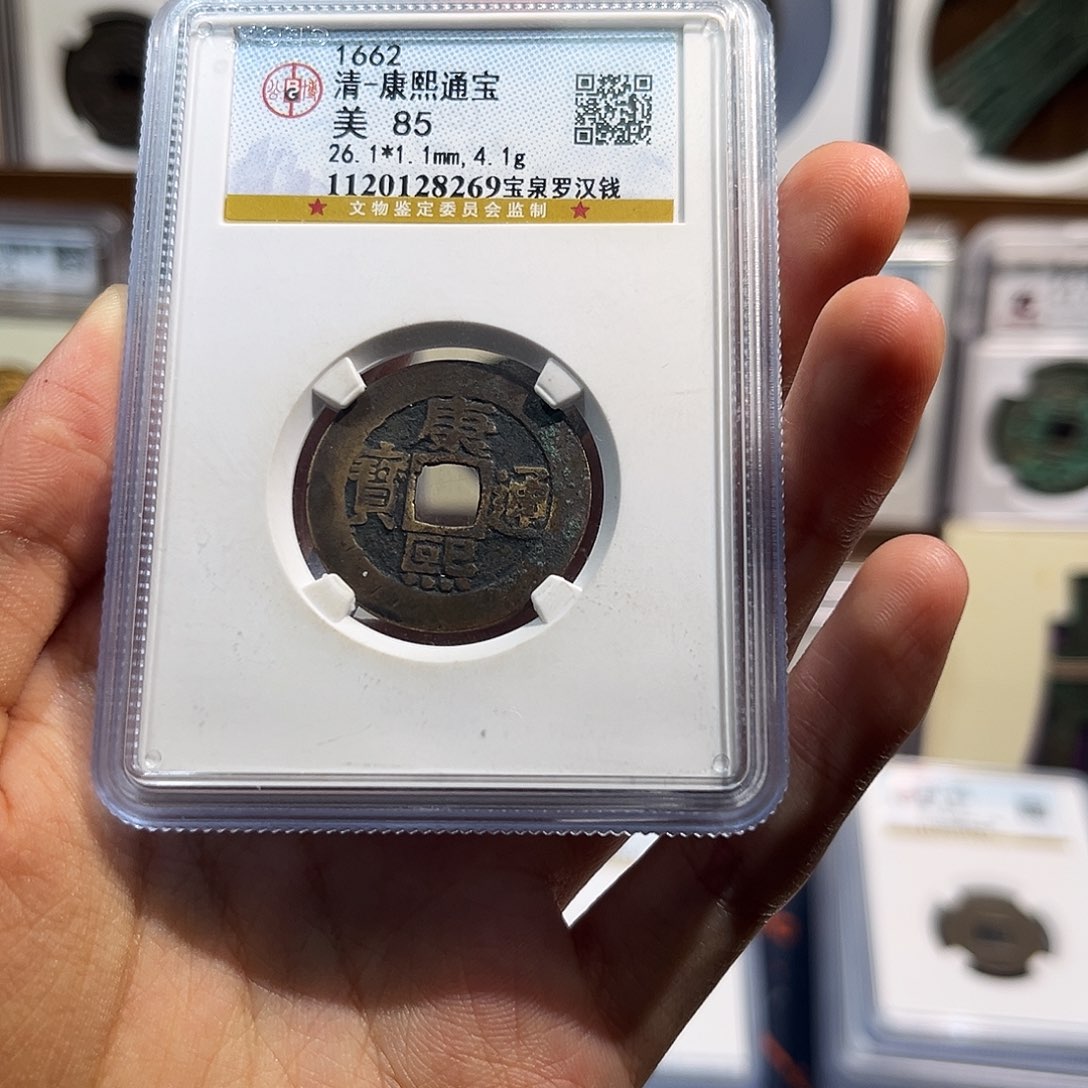 1662
清-康熙通宝
美 85
26.1*1.1mm,4.1g
1120128269宝泉罗汉钱
★ 文物鉴定委员会监制 ★
康
寶 通
熙